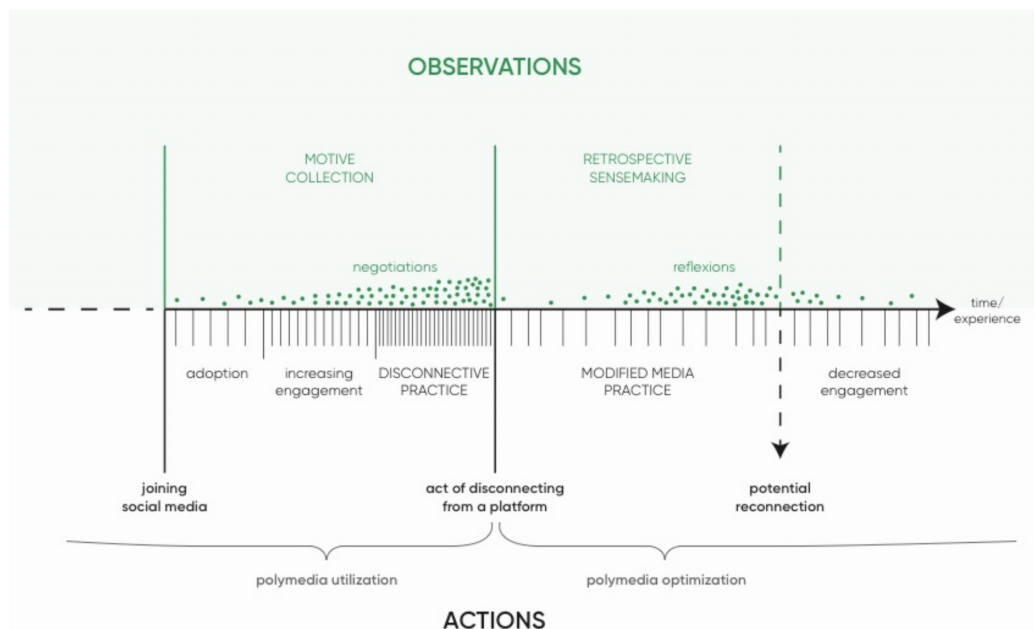 OBSERVATIONS
MOTIVE
COLLECTION
RETROSPECTIVE
SENSEMAKING
negotiations
reflexions
time/
experience
adoption
increasing
engagement
DISCONNECTIVE
PRACTICE
MODIFIED MEDIA
PRACTICE
decreased
engagement
joining
social media
act of disconnecting
from a platform
potential
reconnection
polymedia utilization
polymedia optimization
ACTIONS